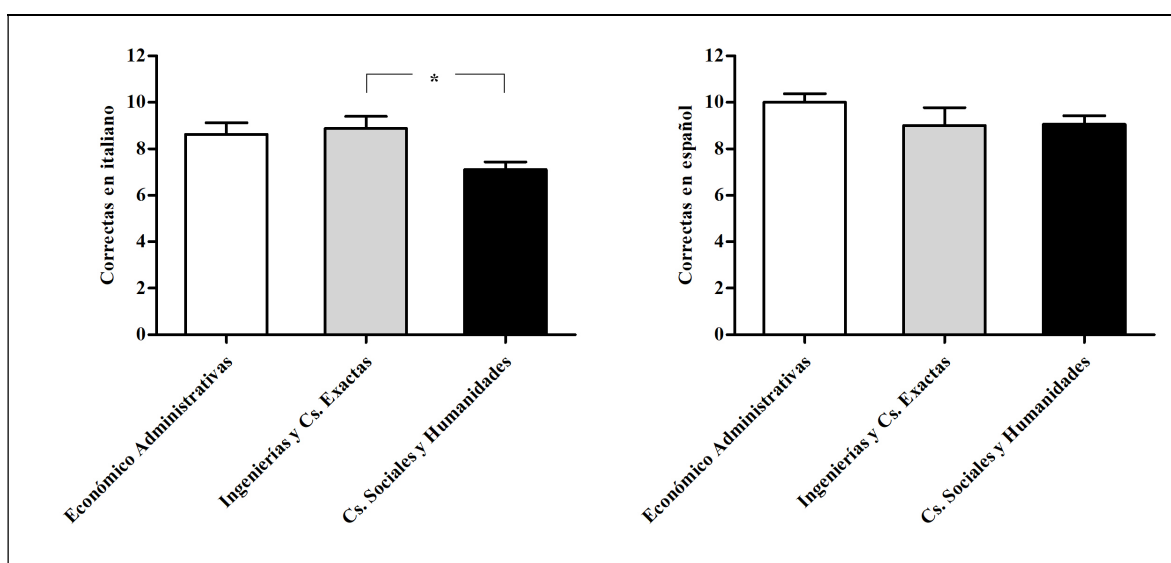 Correctas en italiano
12
10
8
6
4
2
0
*
Económico Administrativas
Ingenierías y Cs. Exactas
Cs. Sociales y Humanidades
Correctas en español
12
10
8
6
4
2
0
Económico Administrativas
Ingenierías y Cs. Exactas
Cs. Sociales y Humanidades